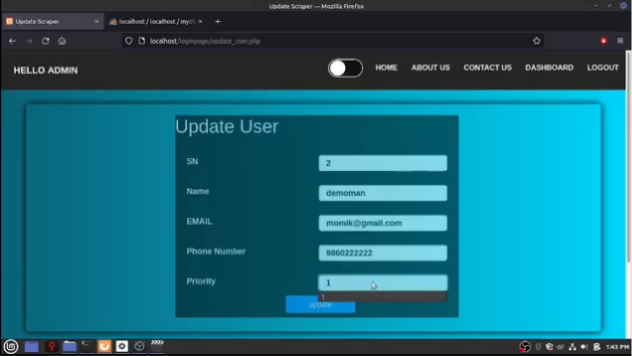 Update Scraper — Mozilla Firefox
Update Scraper
localhost / localhost / myd
localhost/loginpage/update_user.php
HELLO ADMIN
HOME
ABOUT US
CONTACT US
DASHBOARD
LOGOUT
Update User
SN
2
Name
demoman
EMAIL
momik@gmail.com
Phone Number
9860222222
Priority
1
1
update
1:43 PM